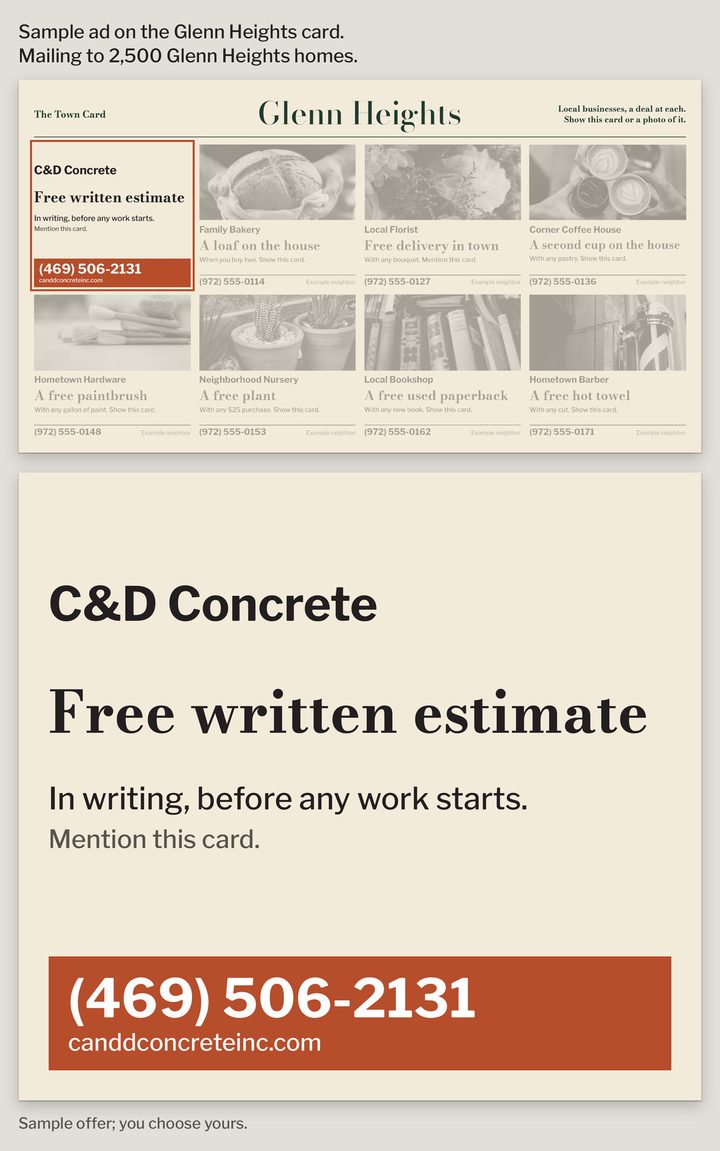 Sample ad on the Glenn Heights card.
Mailing to 2,500 Glenn Heights homes.
The Town Card
Glenn Heights
Local businesses, a deal at each.
Show this card or a photo of it.
C&D Concrete
Free written estimate
In writing, before any work starts.
Mention this card.
(469) 506-2131
canddconcreteinc.com
Family Bakery
A loaf on the house
When you buy two. Show this card.
(972) 555-0114
Example neighbor
Local Florist
Free delivery in town
With any bouquet. Mention this card.
(972) 555-0127
Example neighbor
Corner Coffee House
A second cup on the house
With any pastry. Show this card.
(972) 555-0136
Example neighbor
Hometown Hardware
A free paintbrush
With any gallon of paint. Show this card.
(972) 555-0148
Example neighbor
Neighborhood Nursery
A free plant
With any $25 purchase. Show this card.
(972) 555-0153
Example neighbor
Local Bookshop
A free used paperback
With any new book. Show this card.
(972) 555-0162
Example neighbor
Hometown Barber
A free hot towel
With any cut. Show this card.
(972) 555-0171
Example neighbor
C&D Concrete
Free written estimate
In writing, before any work starts.
Mention this card.
(469) 506-2131
canddconcreteinc.com
Sample offer; you choose yours.